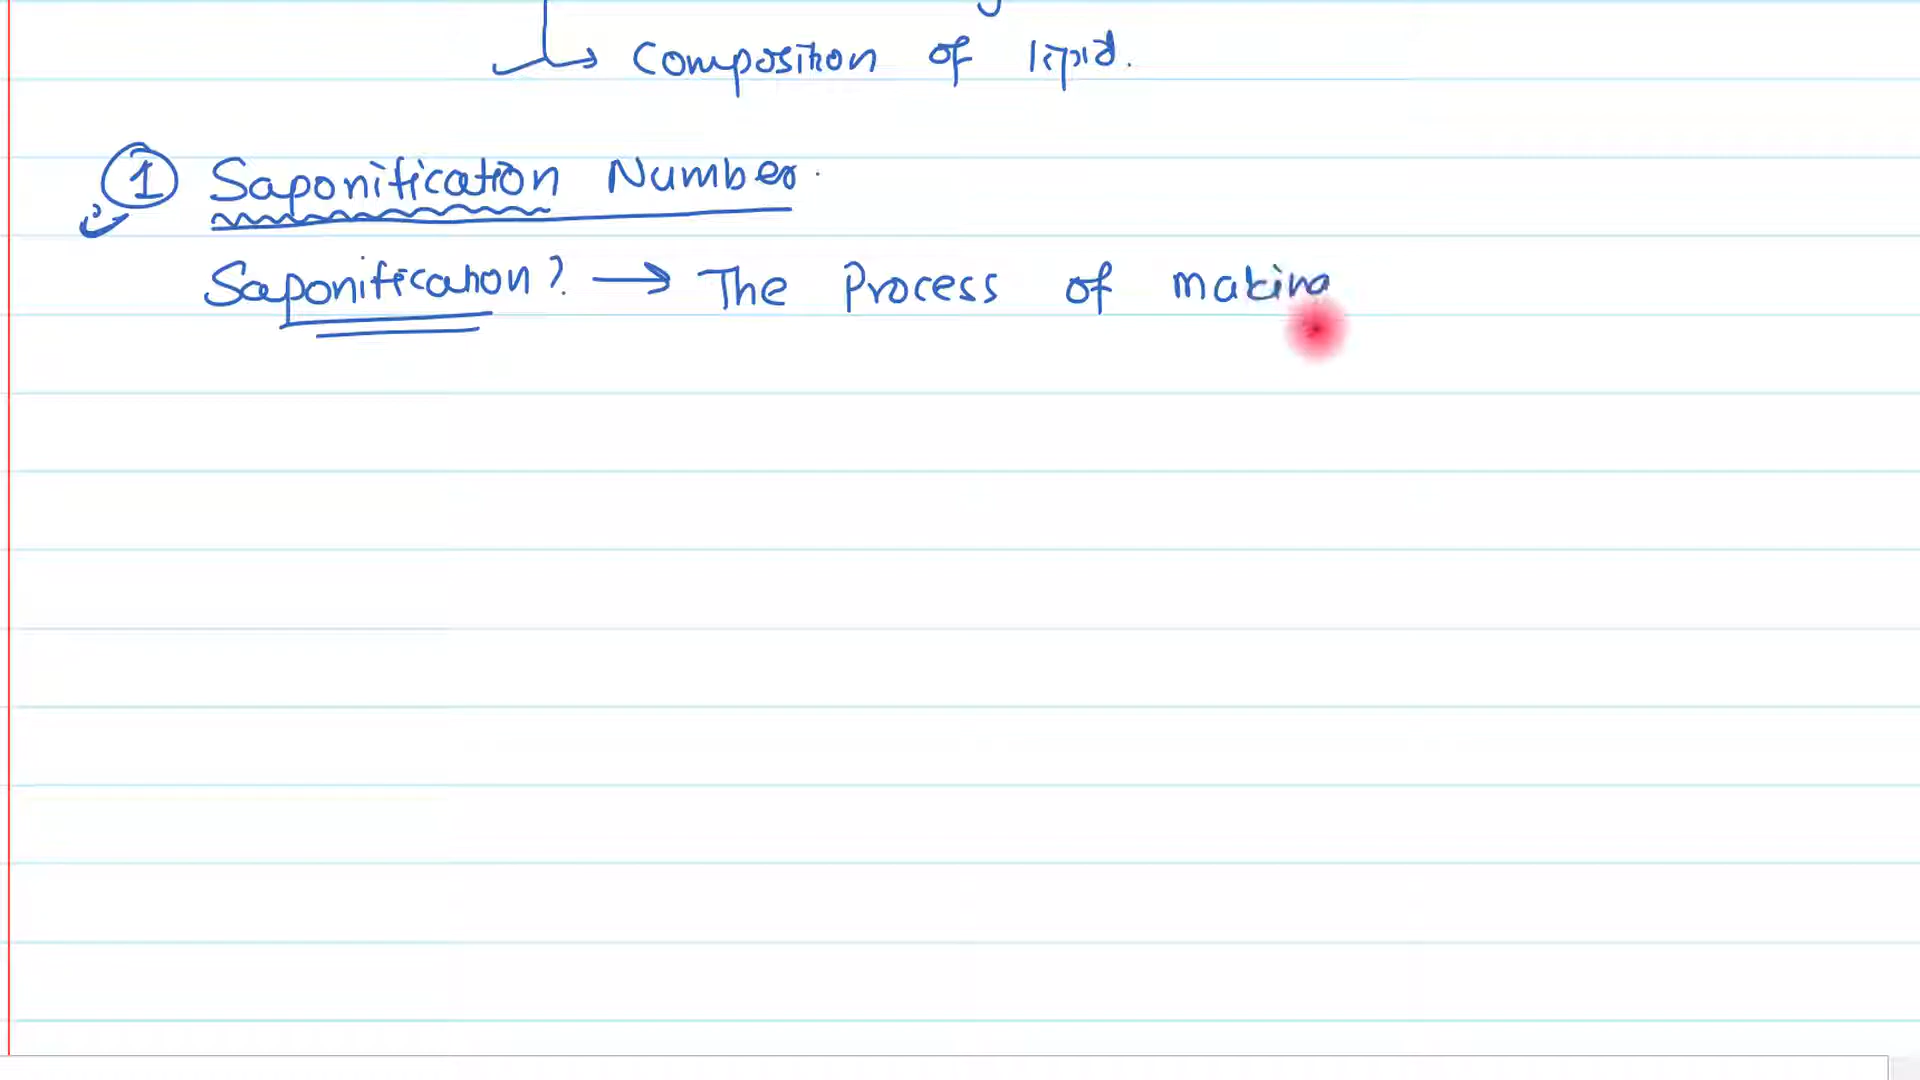 Composition of lipid.
1 Saponification Number.
Saponification? → The Process of making